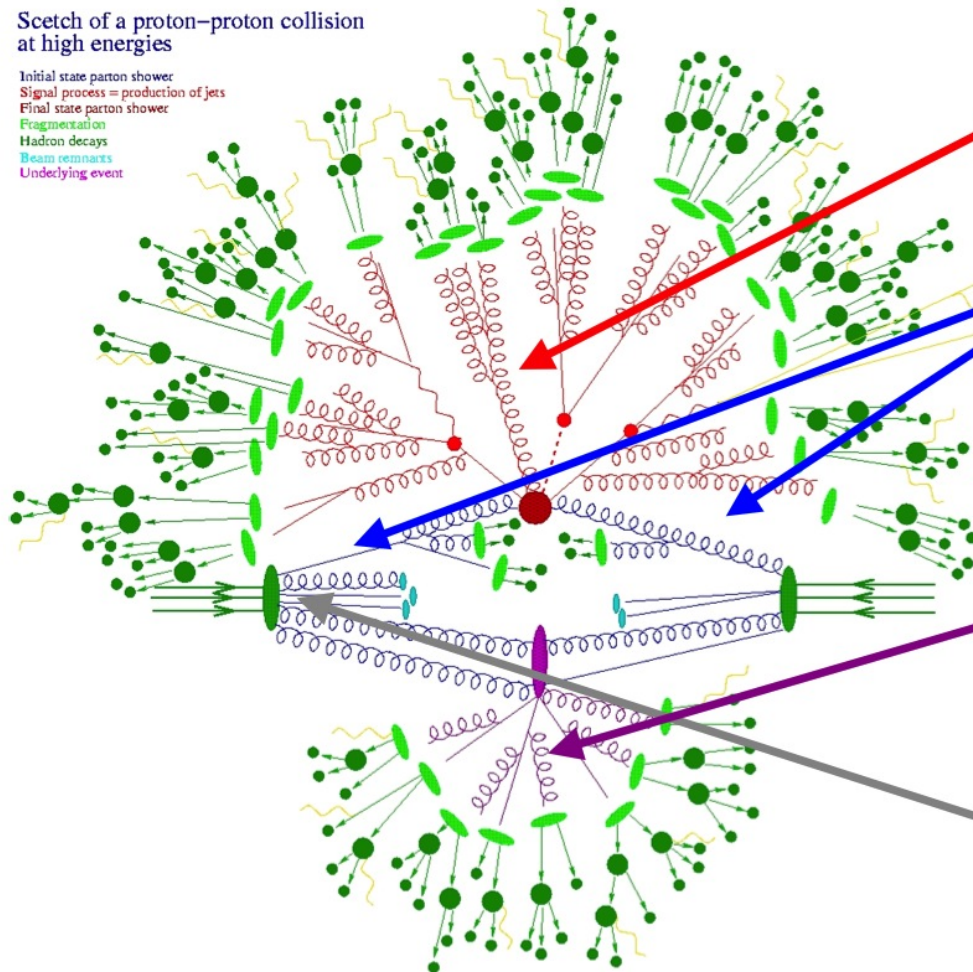 Scetch of a proton-proton collision
at high energies
Initial state parton shower
Signal process = production of jets
Final state parton shower
Fragmentation
Hadron decays
Beam remnants
Underlying event